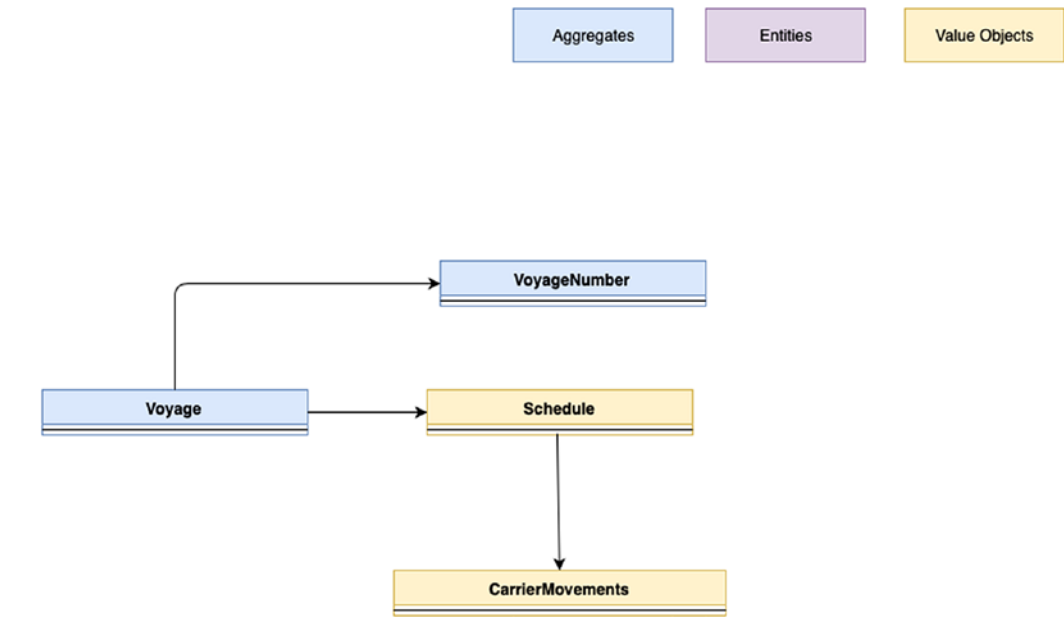 Aggregates
Entities
Value Objects
VoyageNumber
Voyage
Schedule
CarrierMovements